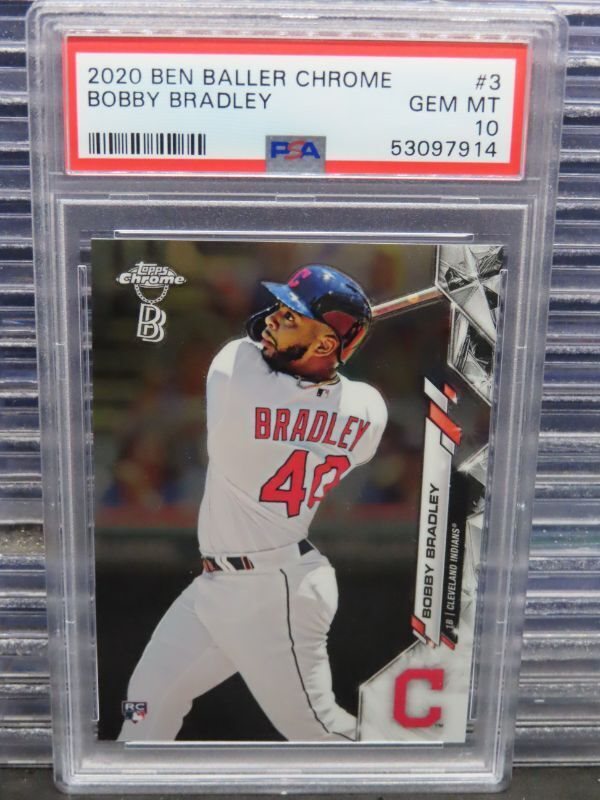 2020 BEN BALLER CHROME #3
BOBBY BRADLEY GEM MT
10
PSA 53097914
Topps
Chrome
BB
C
BRADLEY
40
BOBBY BRADLEY
1B | CLEVELAND INDIANS®
C
RC